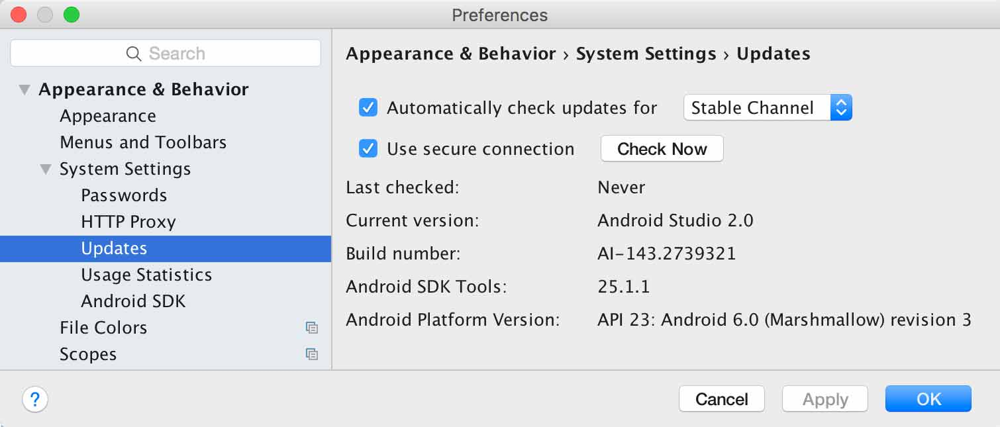 Preferences
Search
Appearance & Behavior
Appearance
Menus and Toolbars
System Settings
Passwords
HTTP Proxy
Updates
Usage Statistics
Android SDK
File Colors
Scopes
Appearance & Behavior › System Settings › Updates
Automatically check updates for Stable Channel
Use secure connection Check Now
Last checked: Never
Current version: Android Studio 2.0
Build number: AI-143.2739321
Android SDK Tools: 25.1.1
Android Platform Version: API 23: Android 6.0 (Marshmallow) revision 3
? Cancel Apply OK